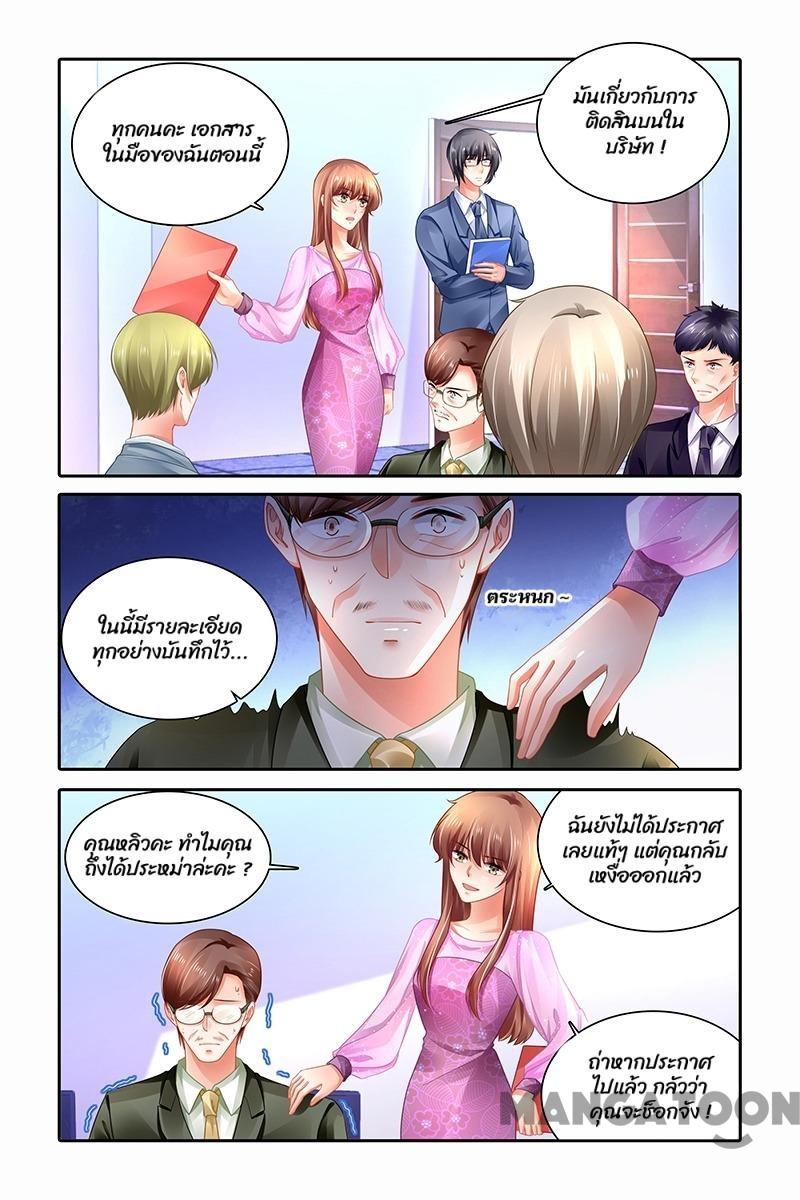 ทุกคนคะ เอกสาร
ในมือของฉันตอนนี้
มันเกี่ยวกับการ
ติดสินบนใน
บริษัท !
ในนี้มีรายละเอียด
ทุกอย่างบันทึกไว้...
ตระหนก ~
คุณหลิวคะ ทำไมคุณ
ถึงได้ประหม่าล่ะคะ ?
ฉันยังไม่ได้ประกาศ
เลยแท้ๆ แต่คุณกลับ
เหงื่อออกแล้ว
ถ่าหากประกาศ
ไปแล้ว กลัวว่า
คุณจะช็อกจัง !
MANGATOON